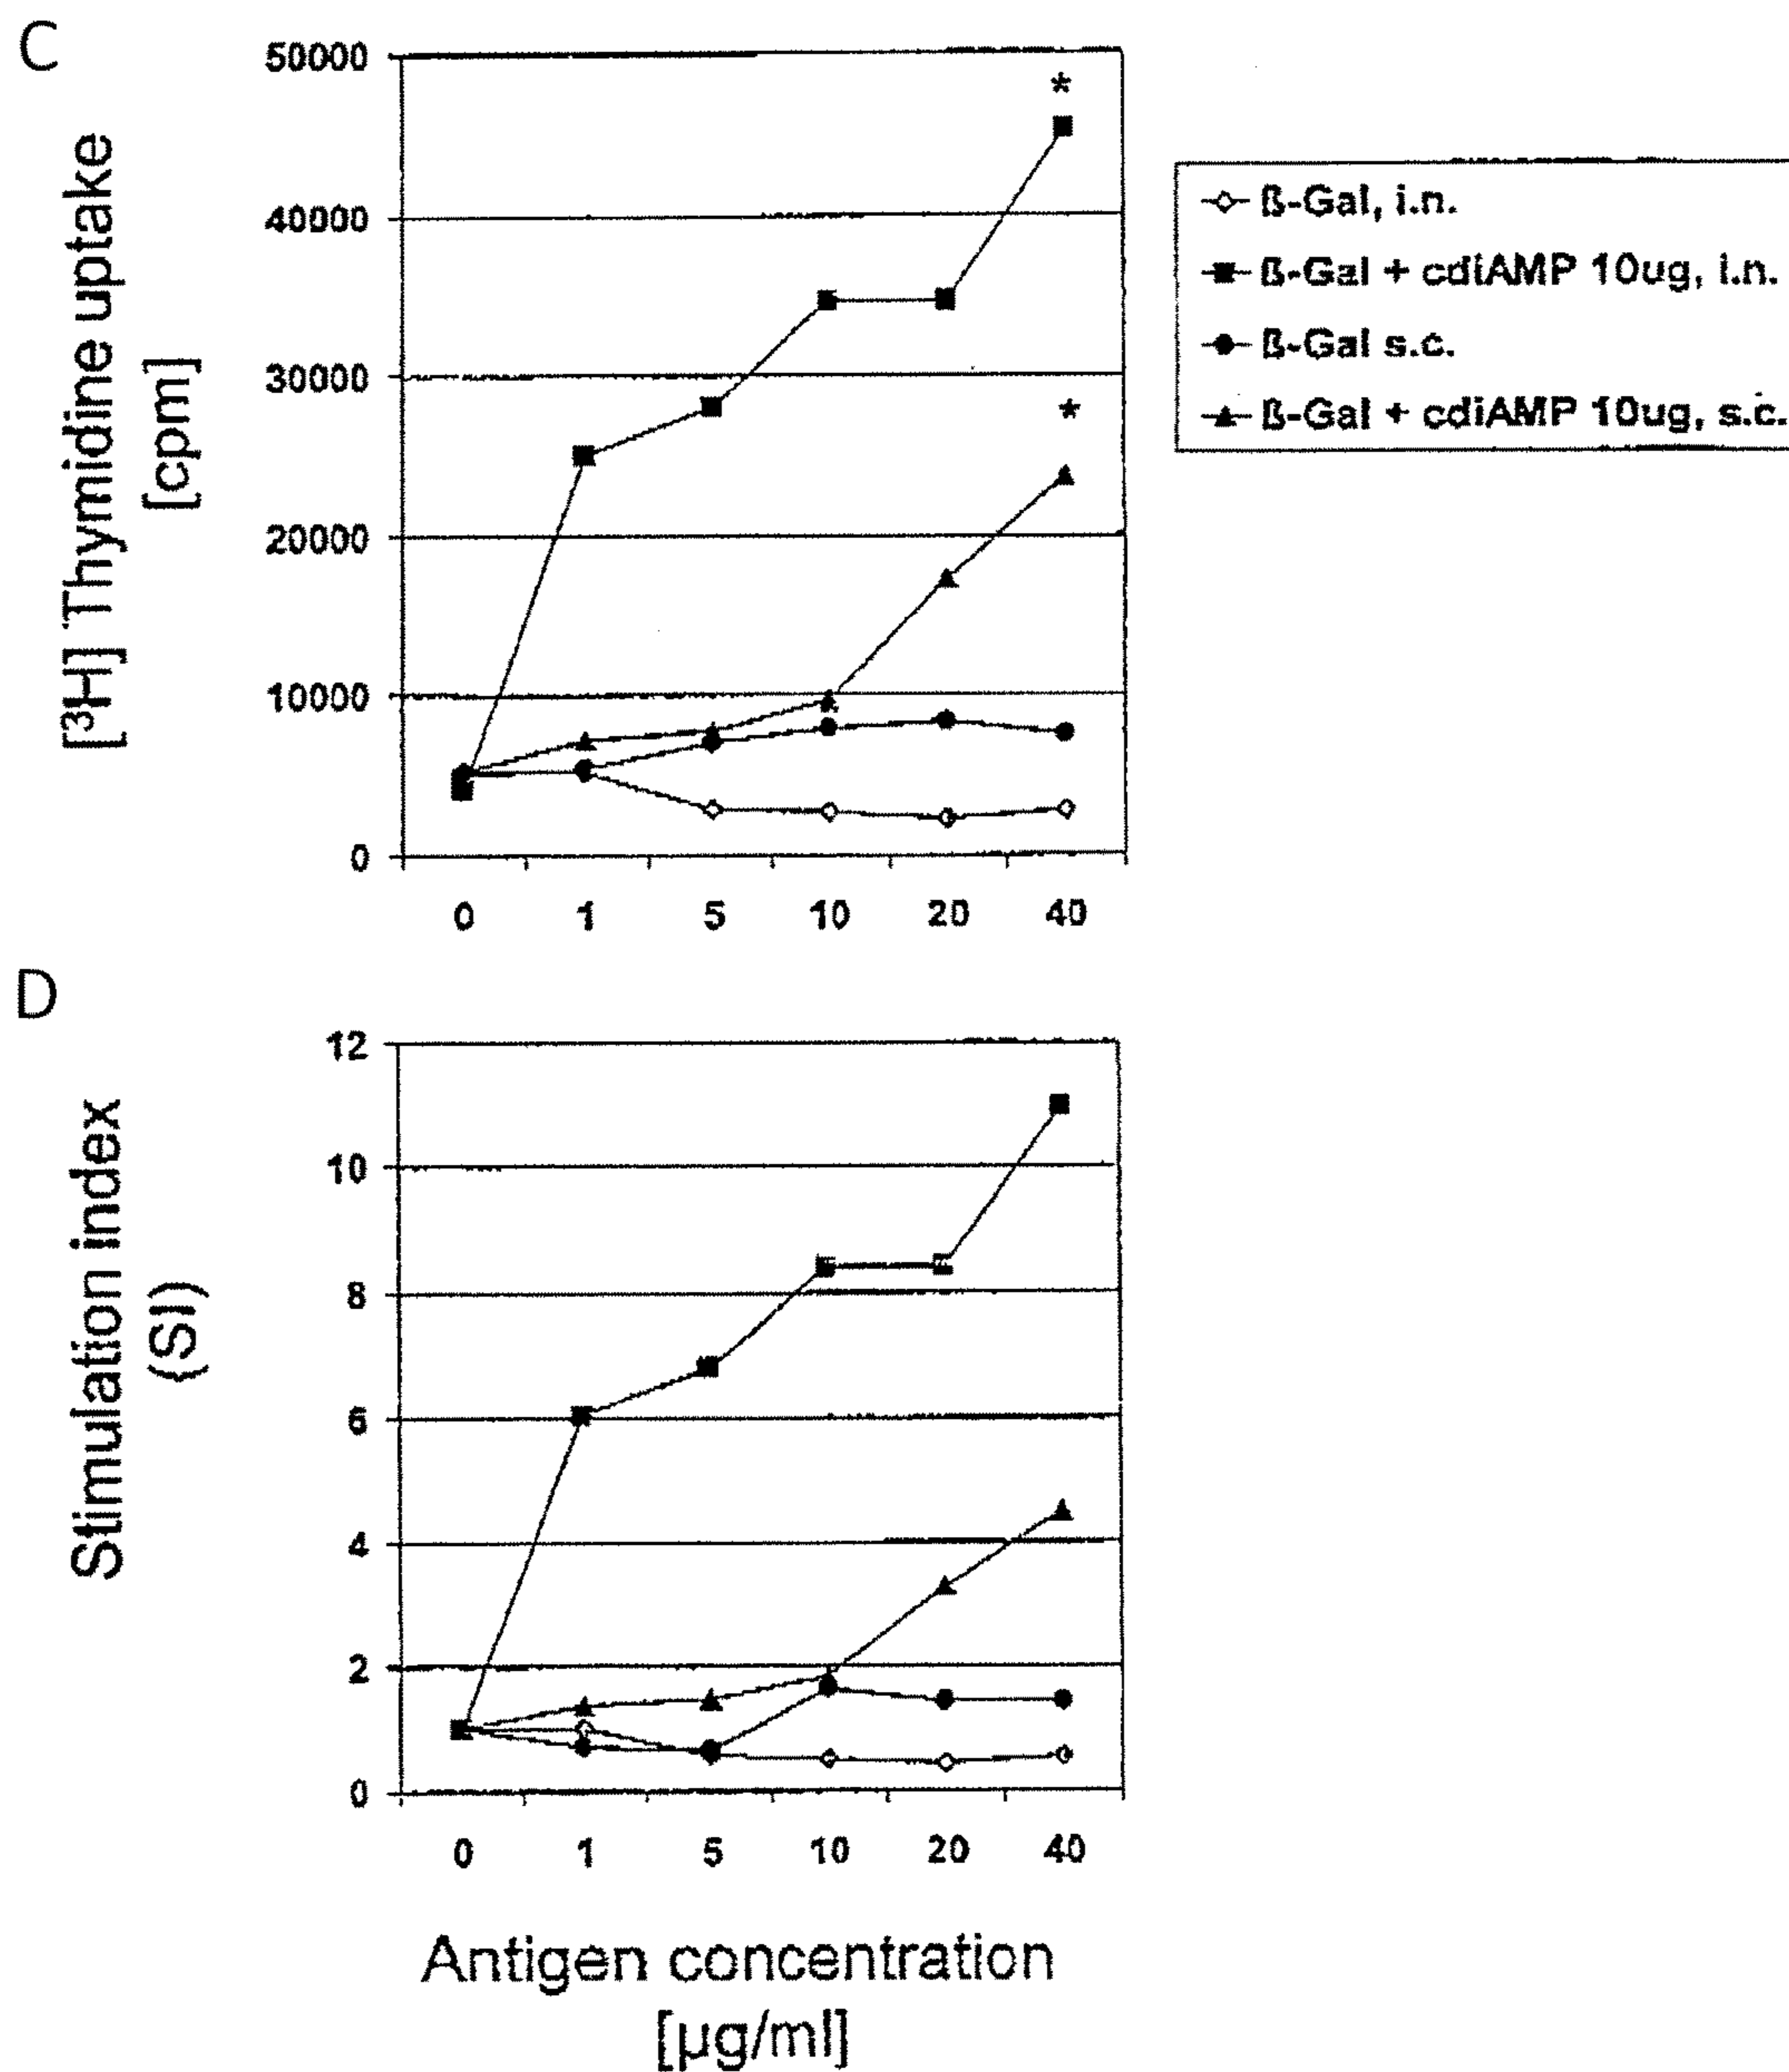 C
[³H] Thymidine uptake
[cpm]
50000
40000
30000
20000
10000
0
*
*
0 1 5 10 20 40
ß-Gal, i.n.
ß-Gal + cdiAMP 10ug, i.n.
ß-Gal s.c.
ß-Gal + cdiAMP 10ug, s.c.
D
Stimulation index
(SI)
12
10
8
6
4
2
0
0 1 5 10 20 40
Antigen concentration
[µg/ml]